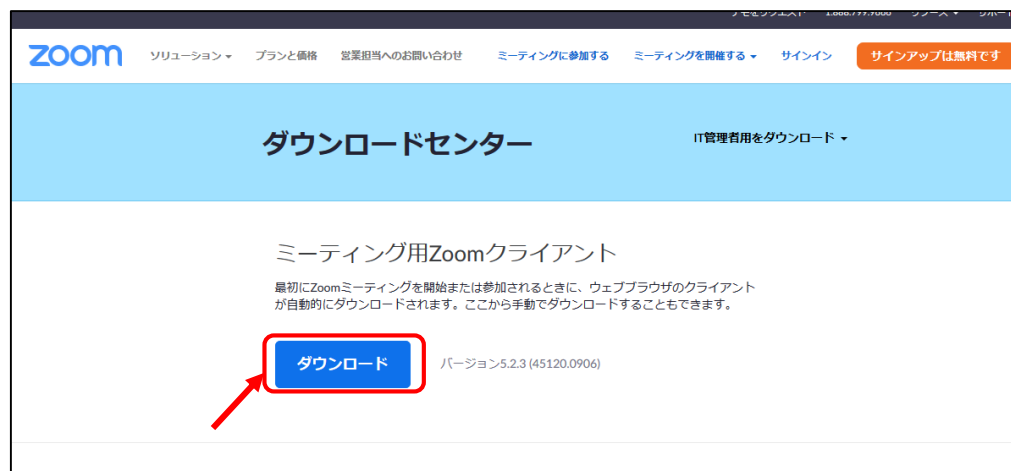 zoom ソリューション プランと価格 営業担当へのお問い合わせ ミーティングに参加する ミーティングを開催する サインイン サインアップは無料です
ダウンロードセンター
IT管理者用をダウンロード
ミーティング用Zoomクライアント
最初にZoomミーティングを開始または参加されるときに、ウェブブラウザのクライアント
が自動的にダウンロードされます。ここから手動でダウンロードすることもできます。
ダウンロード
バージョン5.2.3 (45120.0906)